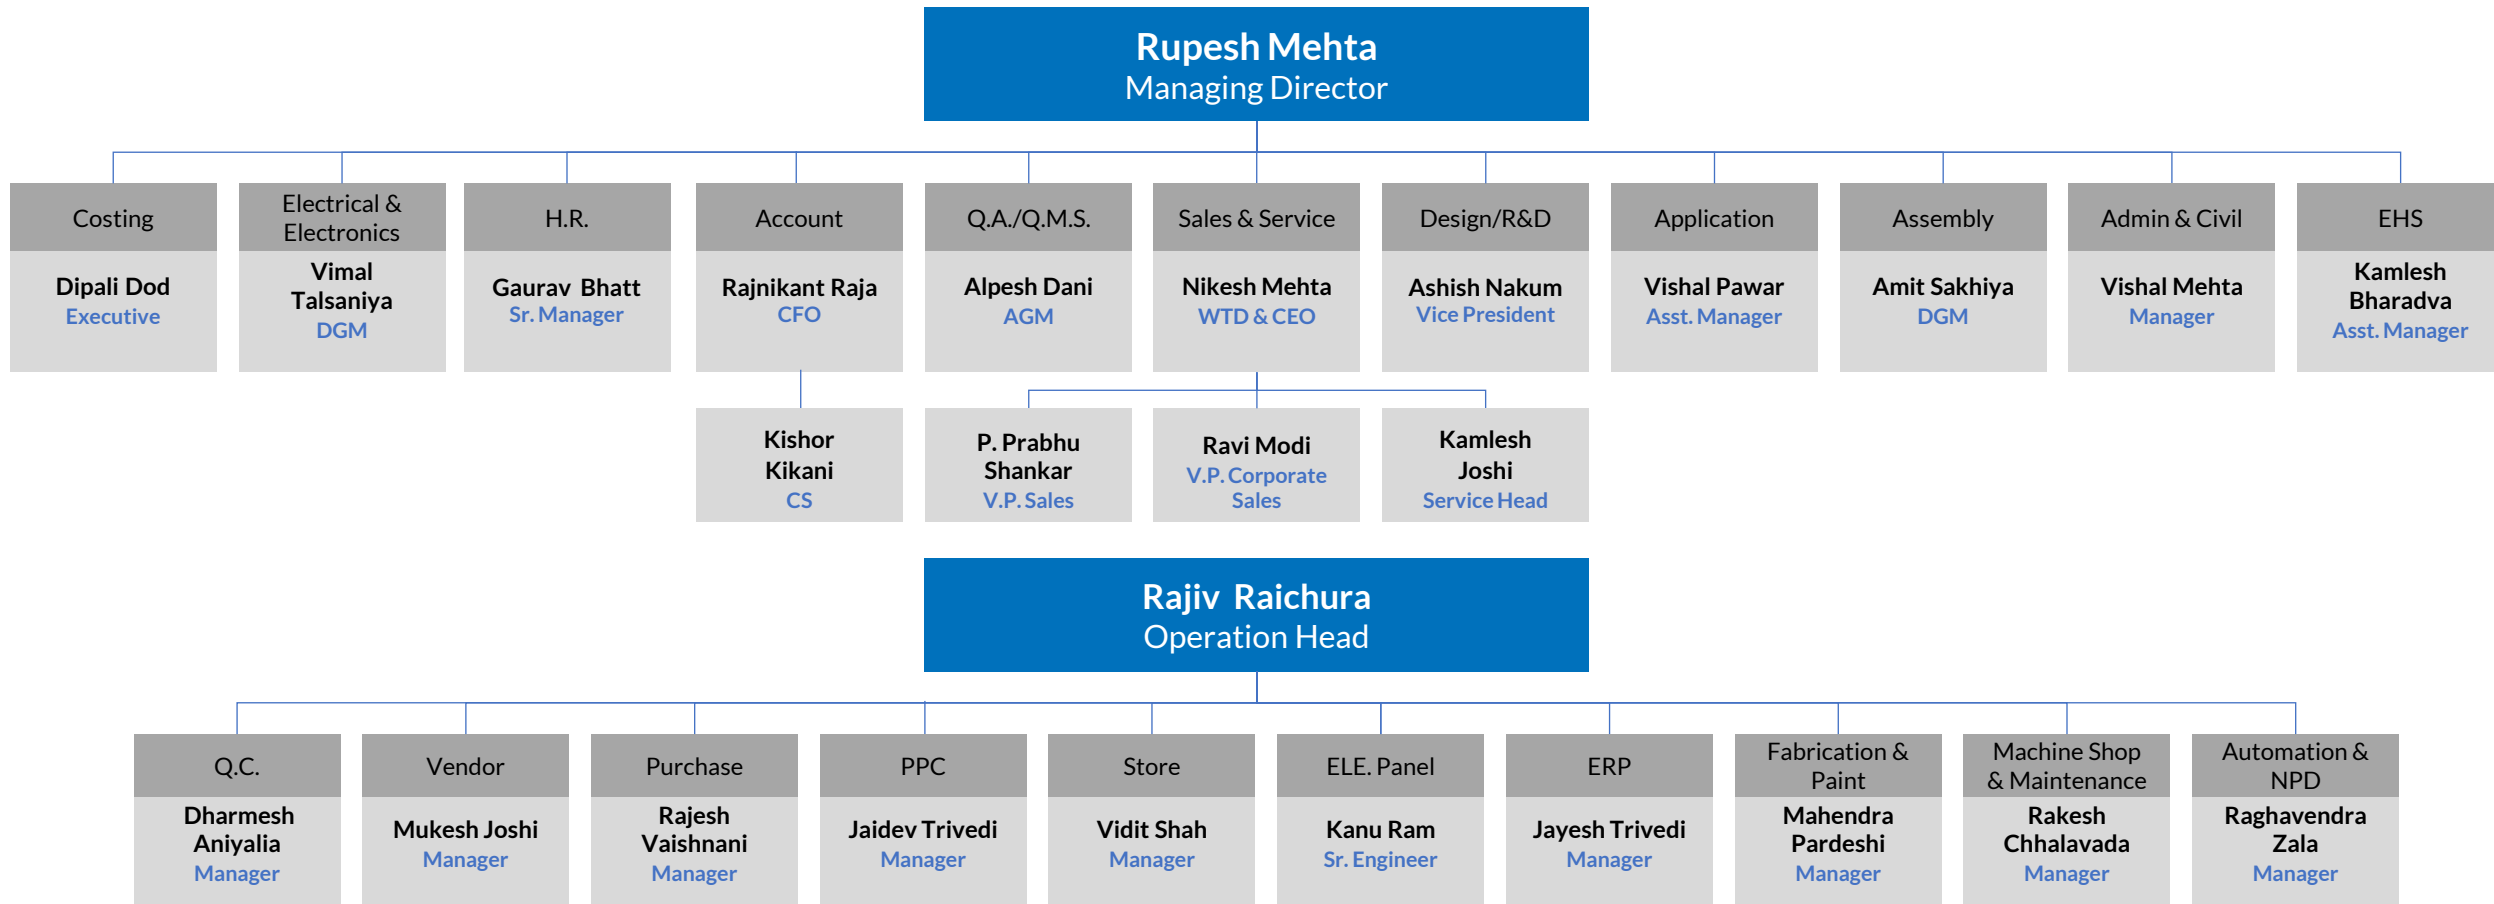 Rupesh Mehta
Managing Director
Costing
Dipali Dod
Executive
Electrical &
Electronics
Vimal
Talsaniya
DGM
H.R.
Gaurav Bhatt
Sr. Manager
Account
Rajnikant Raja
CFO
Q.A./Q.M.S.
Alpesh Dani
AGM
Sales & Service
Nikesh Mehta
WTD & CEO
Design/R&D
Ashish Nakum
Vice President
Application
Vishal Pawar
Asst. Manager
Assembly
Amit Sakhiya
DGM
Admin & Civil
Vishal Mehta
Manager
EHS
Kamlesh
Bharadva
Asst. Manager
Kishor
Kikani
CS
P. Prabhu
Shankar
V.P. Sales
Ravi Modi
V.P. Corporate
Sales
Kamlesh
Joshi
Service Head
Rajiv Raichura
Operation Head
Q.C.
Dharmesh
Aniyalia
Manager
Vendor
Mukesh Joshi
Manager
Purchase
Rajesh
Vaishnani
Manager
PPC
Jaidev Trivedi
Manager
Store
Vidit Shah
Manager
ELE. Panel
Kanu Ram
Sr. Engineer
ERP
Jayesh Trivedi
Manager
Fabrication &
Paint
Mahendra
Pardeshi
Manager
Machine Shop
& Maintenance
Rakesh
Chhalavada
Manager
Automation &
NPD
Raghavendra
Zala
Manager